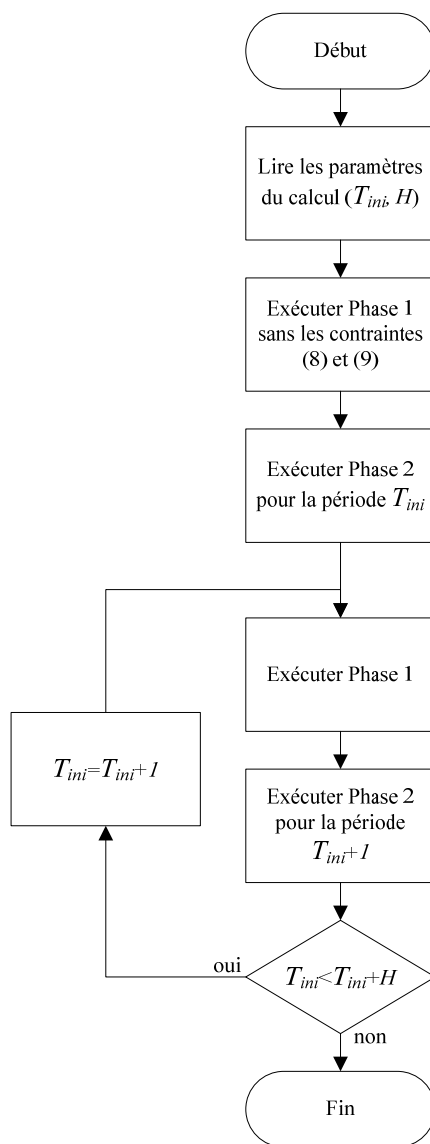 Début
Lire les paramètres
du calcul (Tini, H)
Exécuter Phase 1
sans les contraintes
(8) et (9)
Exécuter Phase 2
pour la période Tini
Exécuter Phase 1
Tini=Tini+1
Exécuter Phase 2
pour la période
Tini+1
oui
Tini<Tini+H
non
Fin